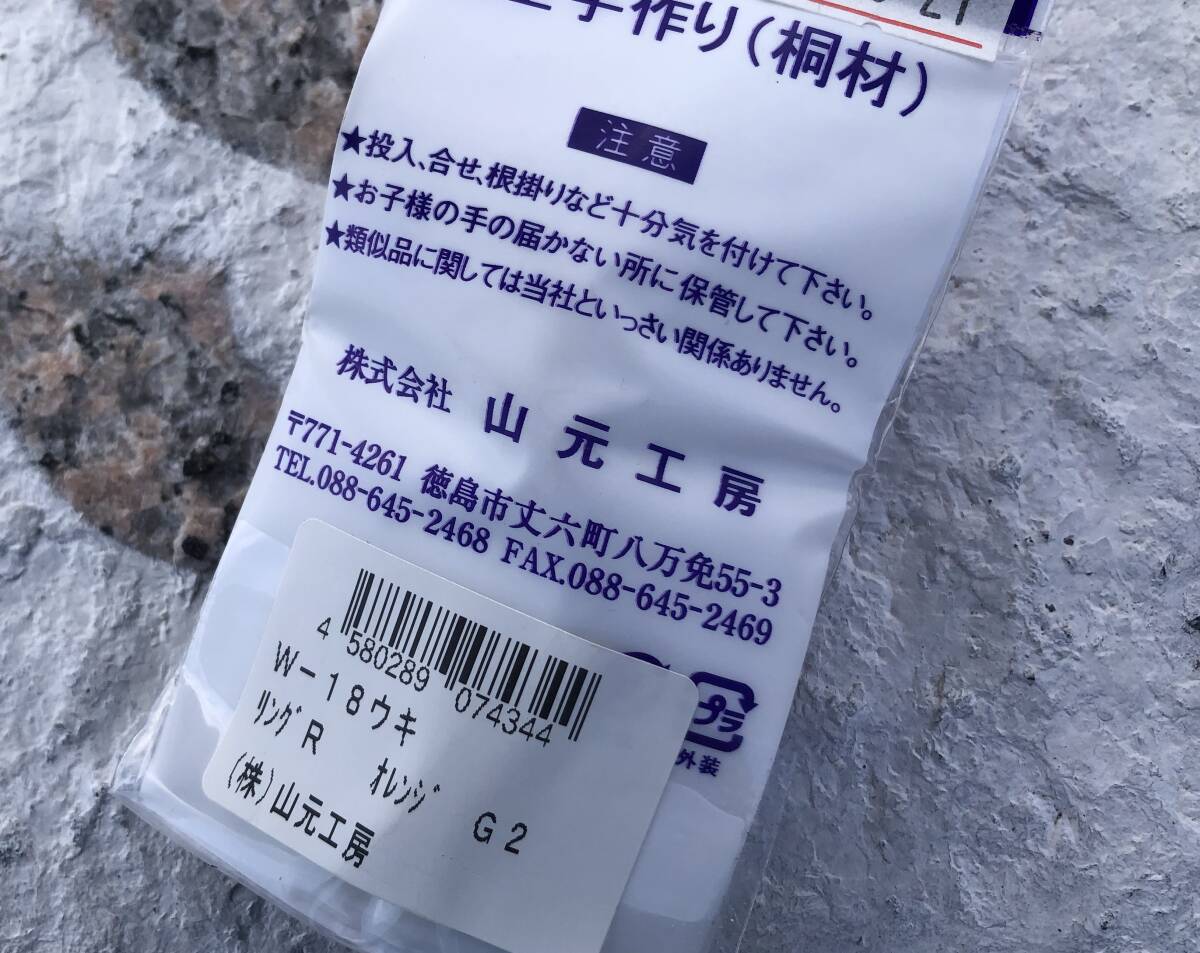 手作り(桐材)
注意
★投入、合せ、根掛りなど十分気を付けて下さい。
★お子様の手の届かない所に保管して下さい。
★類似品に関しては当社といっさい関係ありません。
株式会社 山元工房
〒771-4261 徳島市丈六町八万免55-3
TEL.088-645-2468 FAX.088-645-2469
プラ
外装
4 580289 074344
W-18ウキ
ﾘﾝｸﾞR ｵﾚﾝｼﾞ G2
(株)山元工房